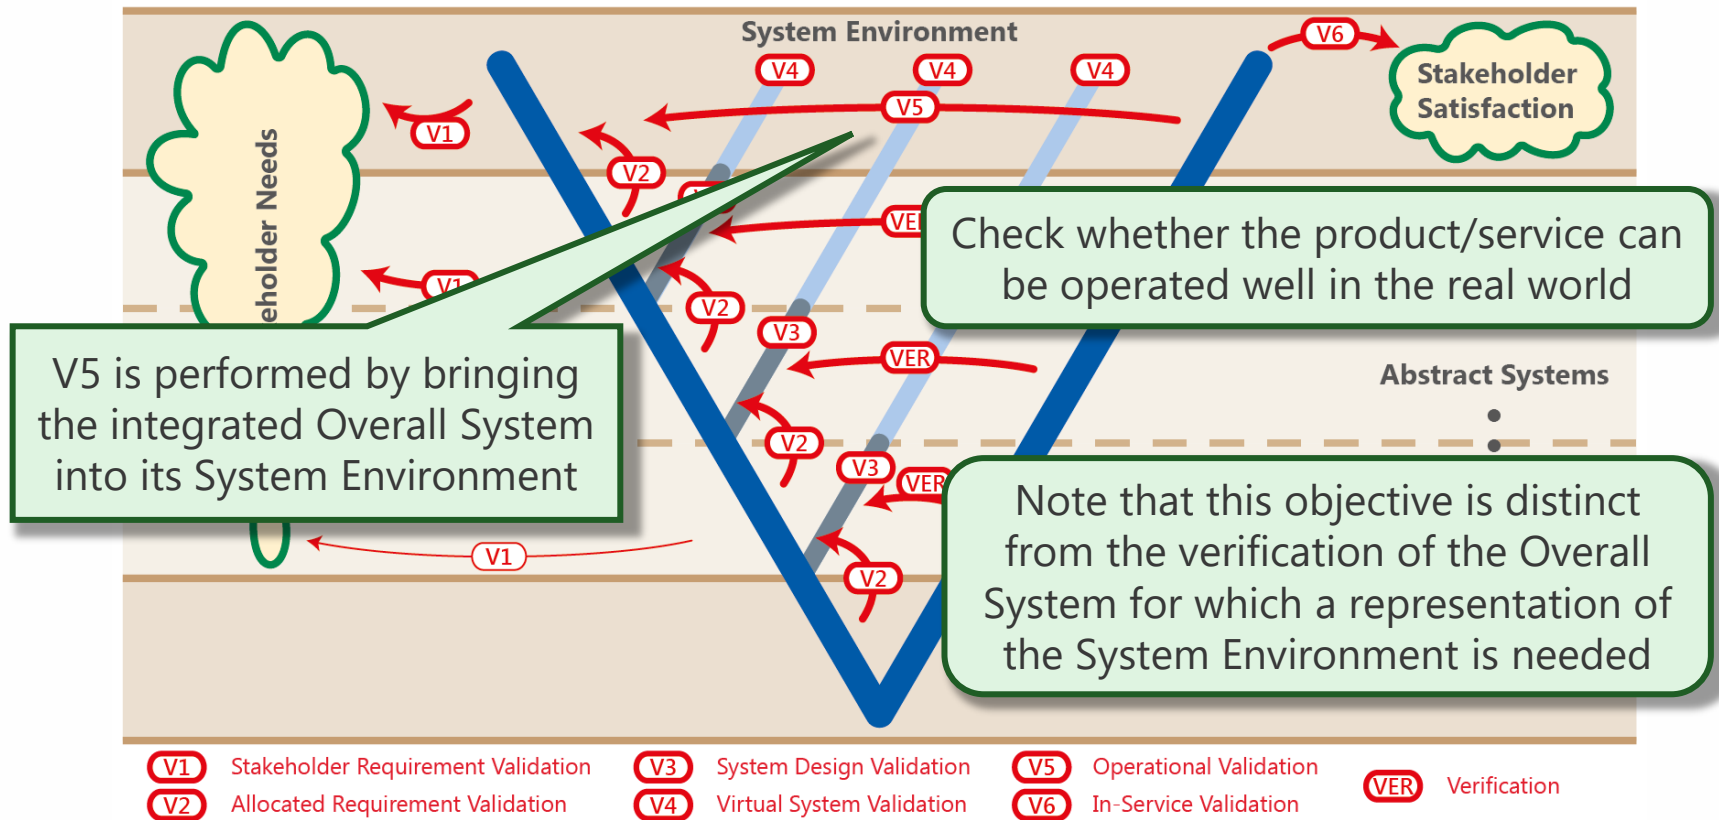 System Environment
V6
V4
V4
V4
Stakeholder
Satisfaction
V5
V1
V2
eholder Needs
VE
Check whether the product/service can
be operated well in the real world
V1
V2
V3
VER
V5 is performed by bringing
the integrated Overall System
into its System Environment
Abstract Systems
V2
V3
VER
Note that this objective is distinct
from the verification of the Overall
System for which a representation of
the System Environment is needed
V1
V2
V1 Stakeholder Requirement Validation
V2 Allocated Requirement Validation
V3 System Design Validation
V4 Virtual System Validation
V5 Operational Validation
V6 In-Service Validation
VER Verification